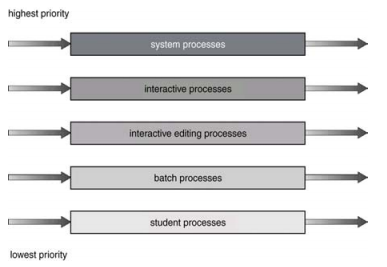 highest priority
system processes
interactive processes
interactive editing processes
batch processes
student processes
lowest priority